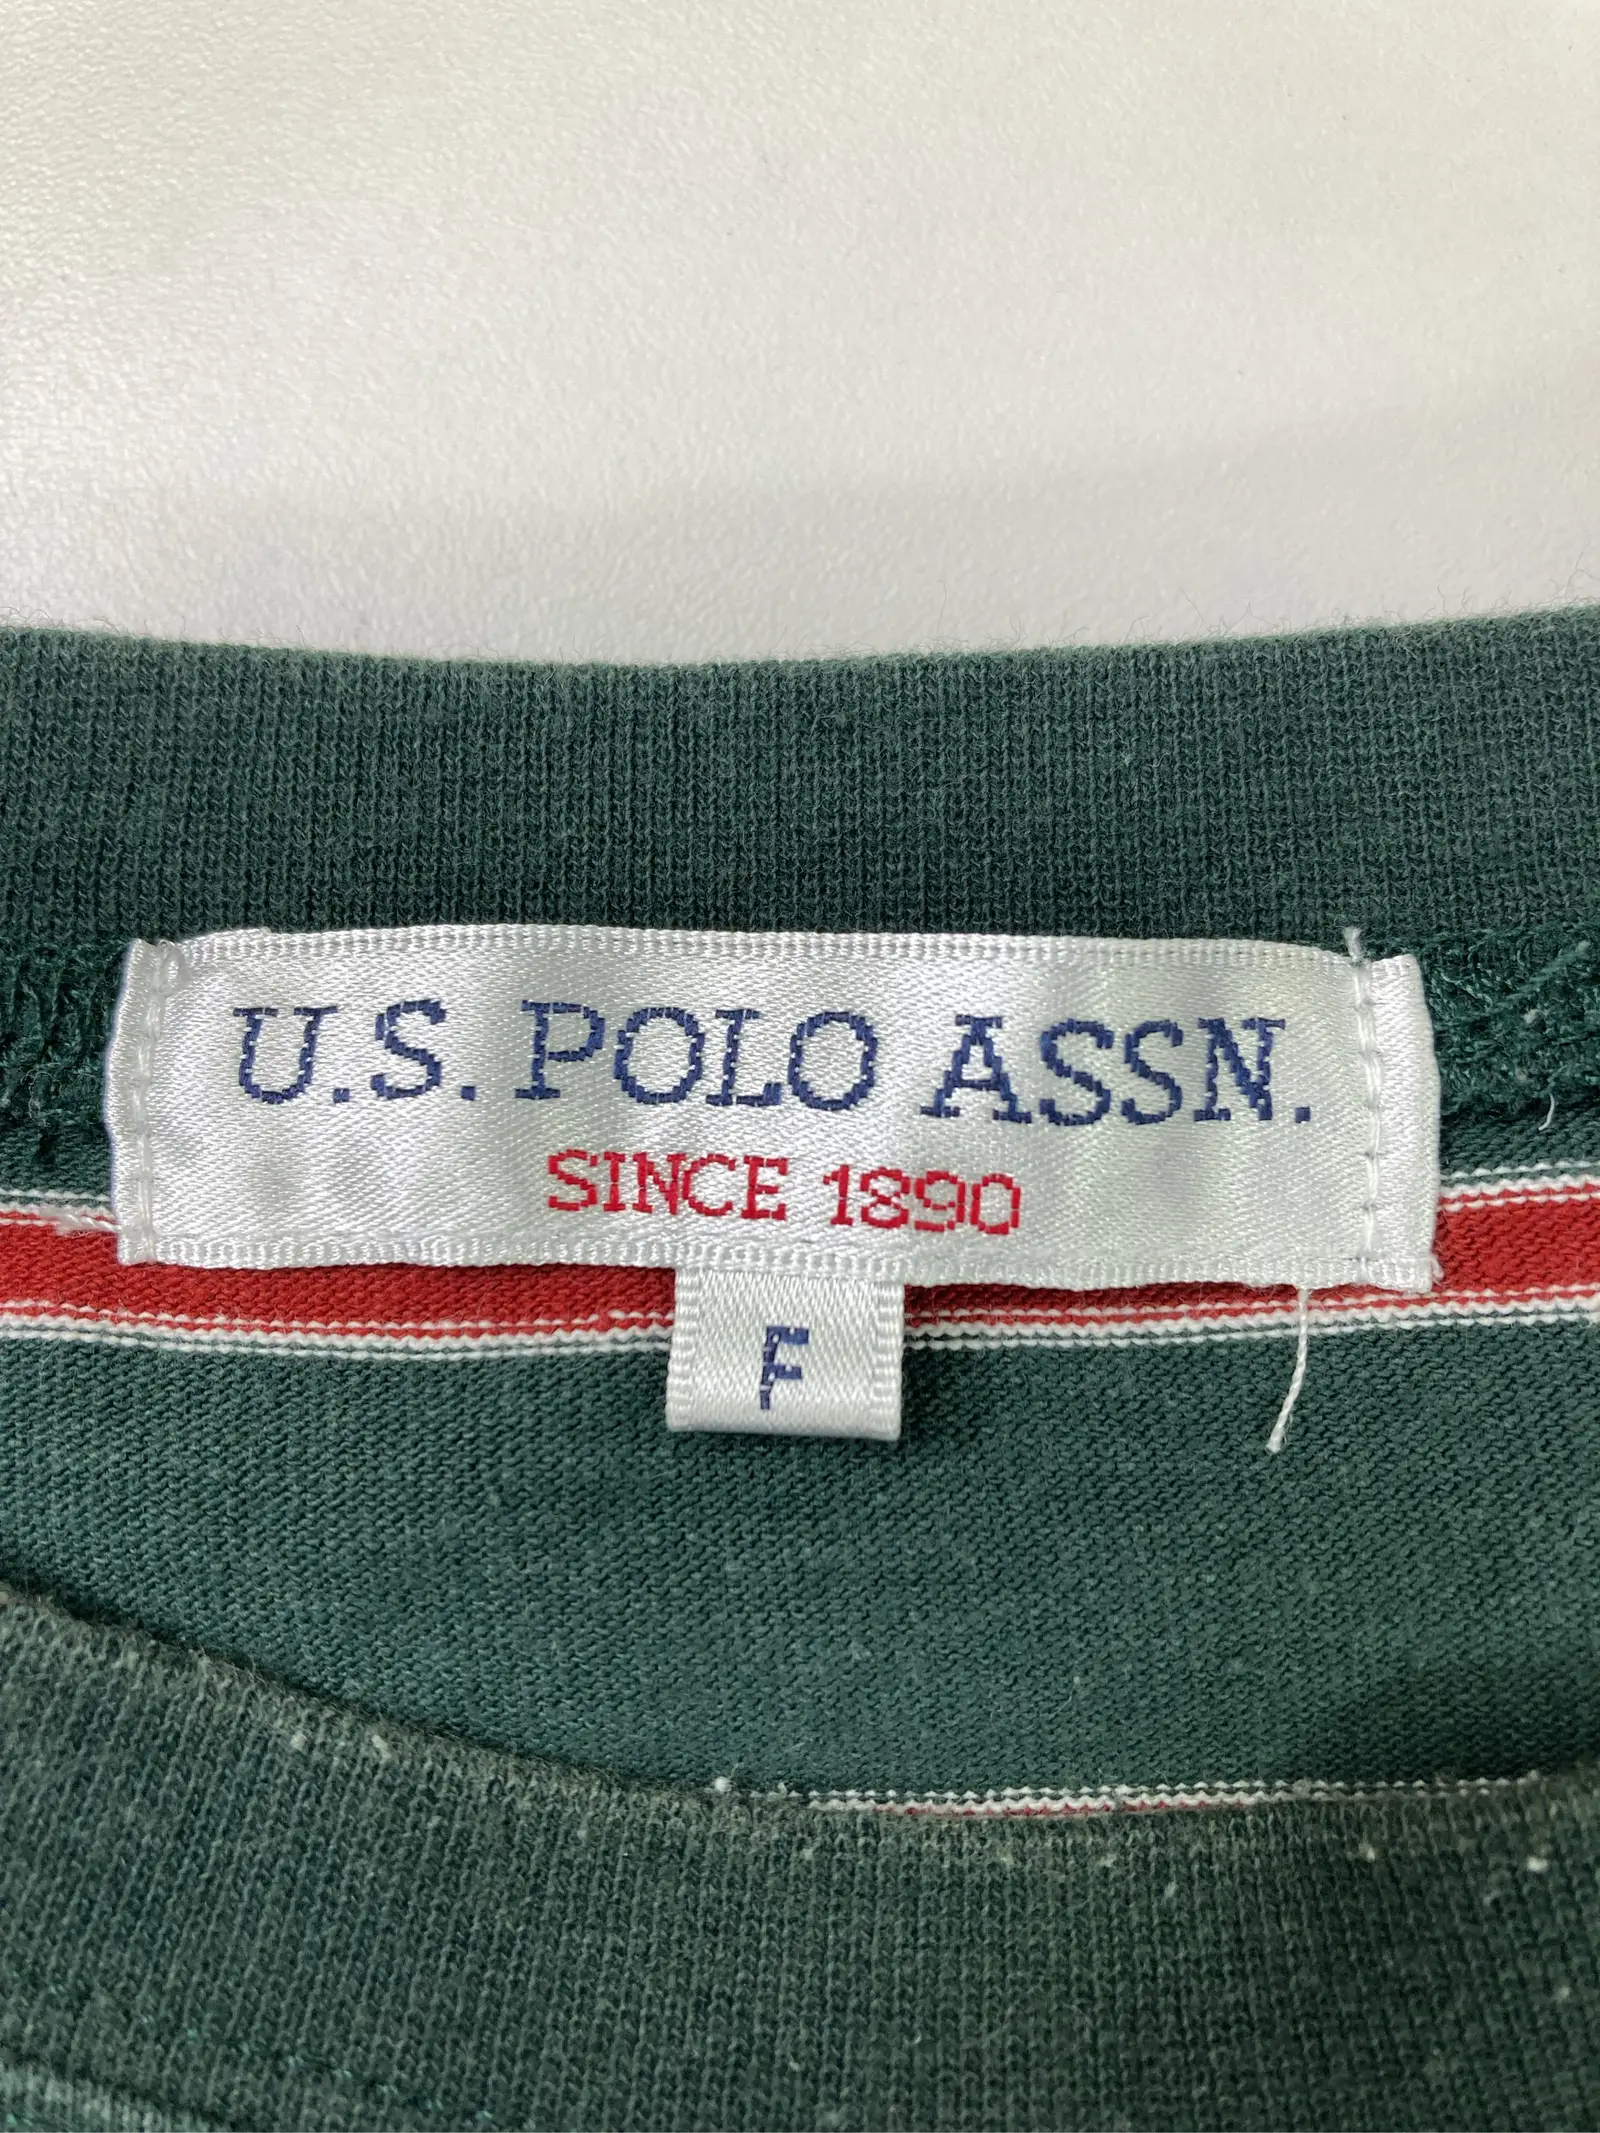 U.S. POLO ASSN.
SINCE 1890
F